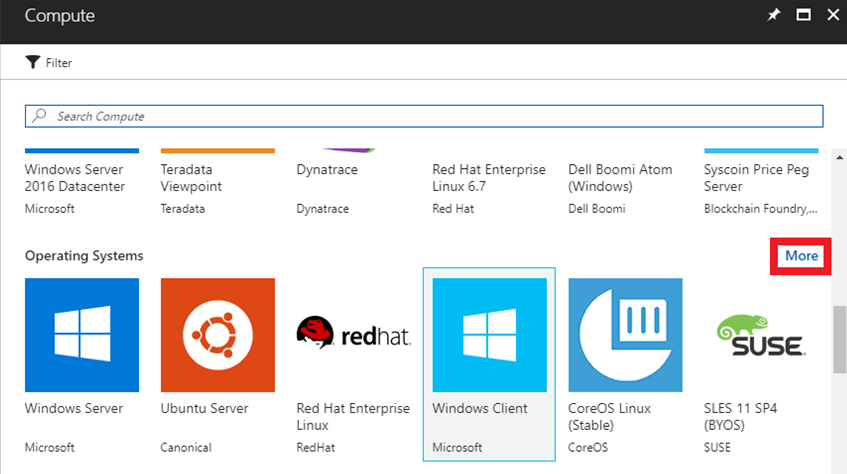 Compute
Filter
Search Compute
Windows Server
2016 Datacenter
Microsoft
Teradata
Viewpoint
Teradata
Dynatrace
Dynatrace
Red Hat Enterprise
Linux 6.7
Red Hat
Dell Boomi Atom
(Windows)
Dell Boomi
Syscoin Price Peg
Server
Blockchain Foundry,...
Operating Systems
More
redhat.
SUSE
Windows Server
Microsoft
Ubuntu Server
Canonical
Red Hat Enterprise
Linux
RedHat
Windows Client
Microsoft
CoreOS Linux
(Stable)
CoreOS
SLES 11 SP4
(BYOS)
SUSE